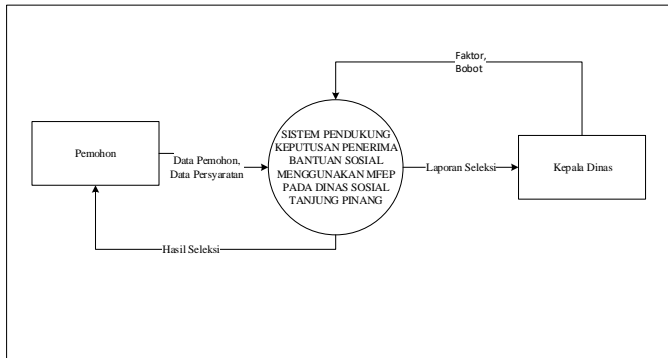 Faktor,
Bobot
Pemohon
Data Pemohon,
Data Persyaratan
SISTEM PENDUKUNG
KEPUTUSAN PENERIMA
BANTUAN SOSIAL
MENGGUNAKAN MFEP
PADA DINAS SOSIAL
TANJUNG PINANG
Laporan Seleksi
Kepala Dinas
Hasil Seleksi